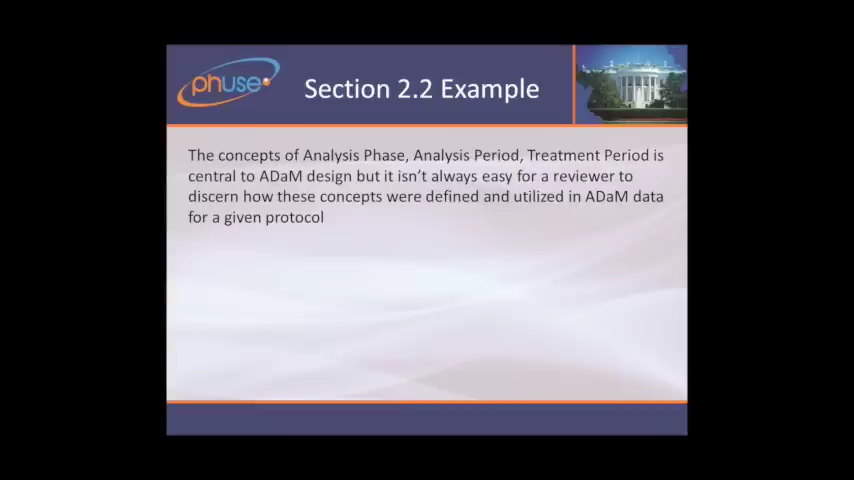 phuse
Section 2.2 Example
The concepts of Analysis Phase, Analysis Period, Treatment Period is
central to ADaM design but it isn't always easy for a reviewer to
discern how these concepts were defined and utilized in ADaM data
for a given protocol